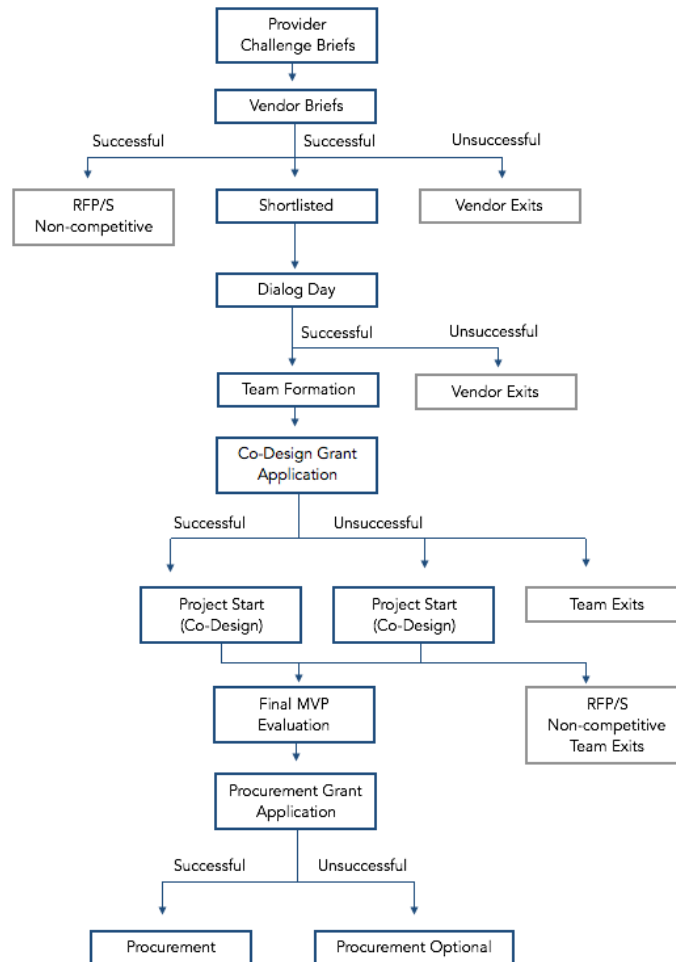 Provider
Challenge Briefs
Vendor Briefs
Successful
Successful
Unsuccessful
RFP/S
Non-competitive
Shortlisted
Vendor Exits
Dialog Day
Successful
Unsuccessful
Team Formation
Vendor Exits
Co-Design Grant
Application
Successful
Unsuccessful
Project Start
(Co-Design)
Project Start
(Co-Design)
Team Exits
Final MVP
Evaluation
RFP/S
Non-competitive
Team Exits
Procurement Grant
Application
Successful
Unsuccessful
Procurement
Procurement Optional